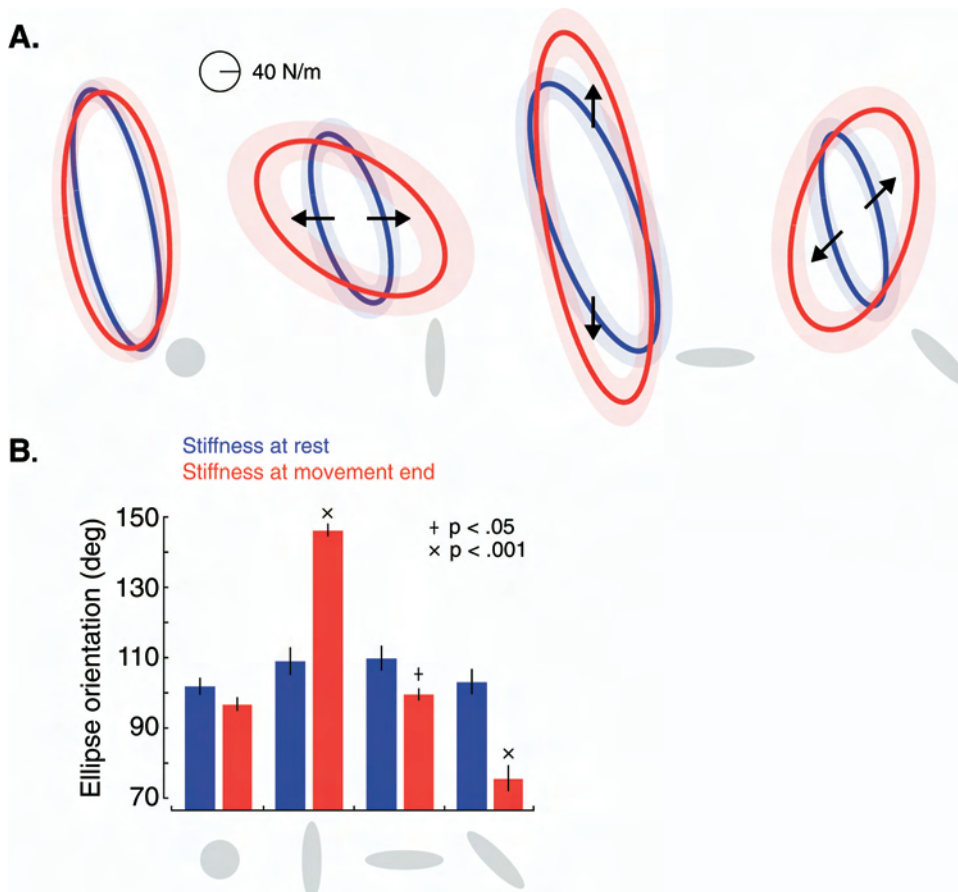 A.
40 N/m
B.
Stiffness at rest
Stiffness at movement end
Ellipse orientation (deg)
150
130
110
90
70
×
+
×
+ p < .05
× p < .001